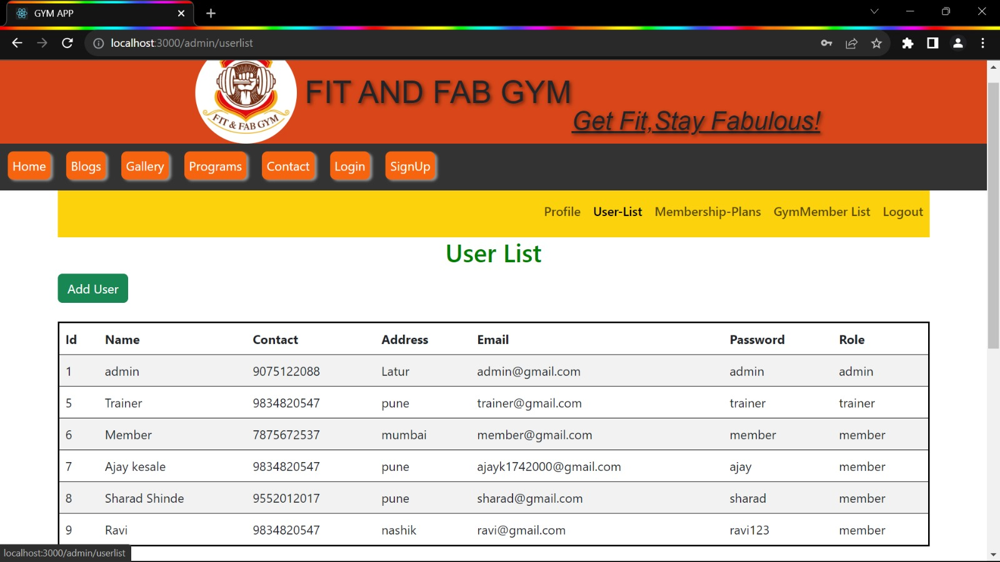 GYM APP
localhost:3000/admin/userlist
FIT & FAB GYM
FIT AND FAB GYM
Get Fit,Stay Fabulous!
Home Blogs Gallery Programs Contact Login SignUp
Profile User-List Membership-Plans GymMember List Logout
User List
Add User
Id Name Contact Address Email Password Role
1 admin 9075122088 Latur admin@gmail.com admin admin
5 Trainer 9834820547 pune trainer@gmail.com trainer trainer
6 Member 7875672537 mumbai member@gmail.com member member
7 Ajay kesale 9834820547 pune ajayk1742000@gmail.com ajay member
8 Sharad Shinde 9552012017 pune sharad@gmail.com sharad member
9 Ravi 9834820547 nashik ravi@gmail.com ravi123 member
localhost:3000/admin/userlist